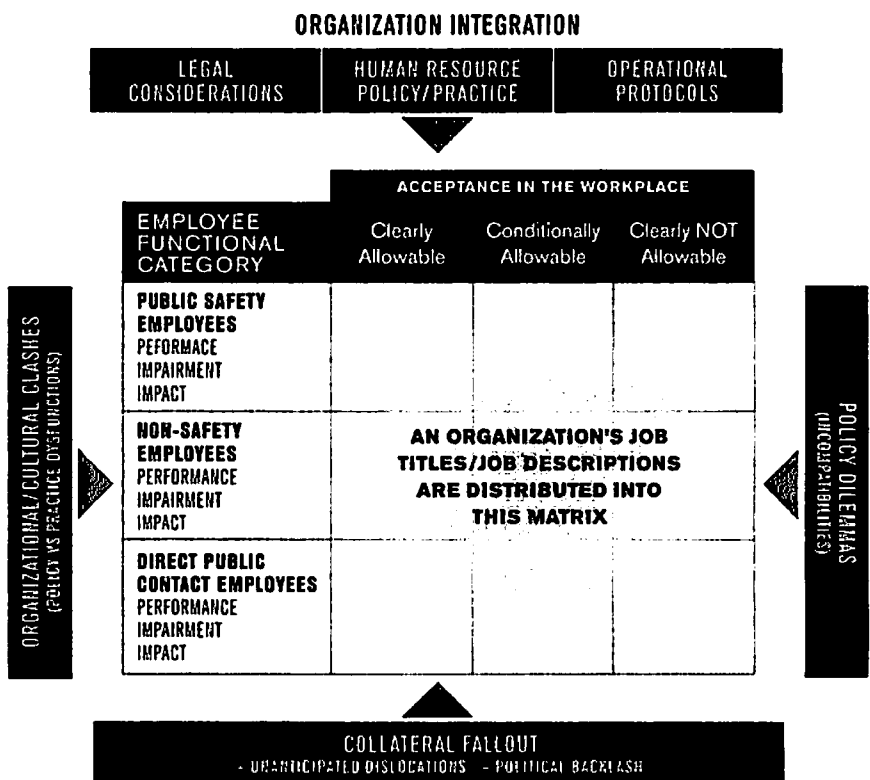 ORGANIZATION INTEGRATION
LEGAL
CONSIDERATIONS
HUMAN RESOURCE
POLICY/PRACTICE
OPERATIONAL
PROTOCOLS
ACCEPTANCE IN THE WORKPLACE
EMPLOYEE
FUNCTIONAL
CATEGORY
Clearly
Allowable
Conditionally
Allowable
Clearly NOT
Allowable
PUBLIC SAFETY
EMPLOYEES
PEFORMACE
IMPAIRMENT
IMPACT
NON-SAFETY
EMPLOYEES
PERFORMANCE
IMPAIRMENT
IMPACT
DIRECT PUBLIC
CONTACT EMPLOYEES
PERFORMANCE
IMPAIRMENT
IMPACT
AN ORGANIZATION'S JOB
TITLES/JOB DESCRIPTIONS
ARE DISTRIBUTED INTO
THIS MATRIX
ORGANIZATIONAL/CULTURAL CLASHES
(POLICY VS PRACTICE DYSFUNCTIONS)
POLICY DILEMMAS
(INCOMPATIBILITIES)
COLLATERAL FALLOUT
- UNANTICIPATED DISLOCATIONS - POLITICAL BACKLASH